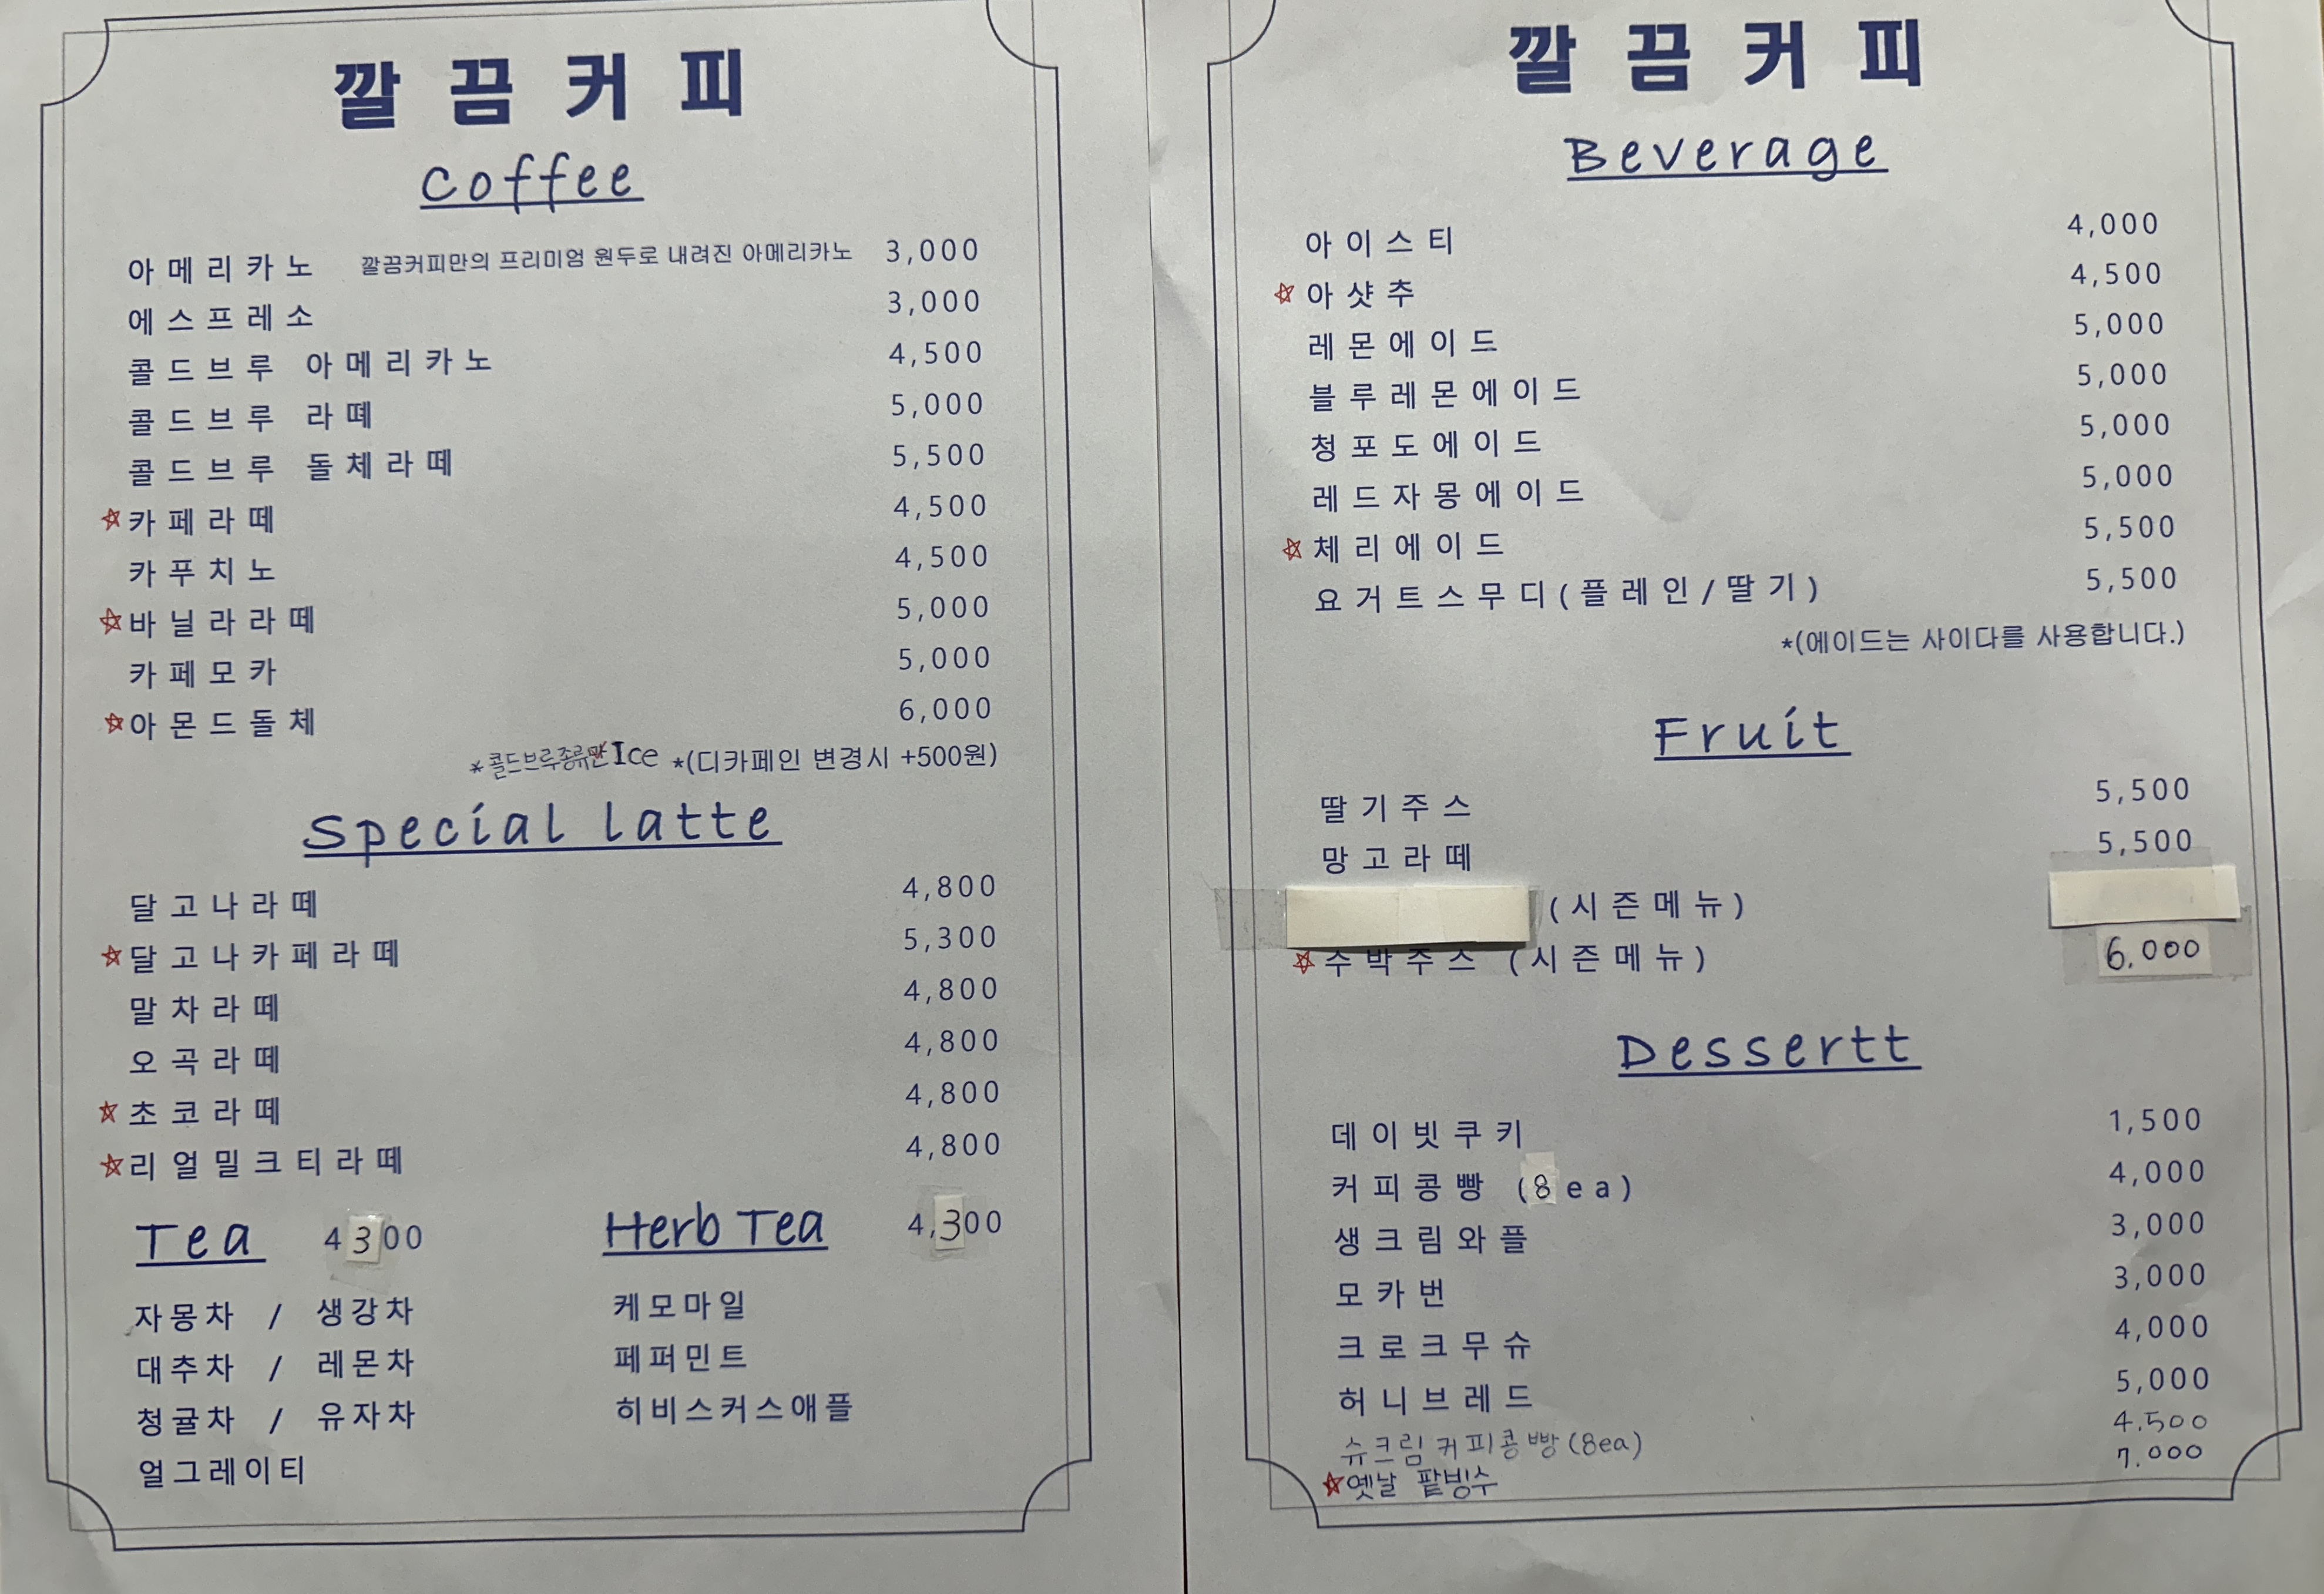 깔끔커피
Coffee
아메리카노 깔끔커피만의 프리미엄 원두로 내려진 아메리카노 3,000
에스프레소 3,000
콜드브루 아메리카노 4,500
콜드브루 라떼 5,000
콜드브루 돌체라떼 5,500
☆카페라떼 4,500
카푸치노 4,500
☆바닐라라떼 5,000
카페모카 5,000
☆아몬드돌체 6,000
*콜드브루종류만 Ice *(디카페인 변경시 +500원)
Special latte
달고나라떼 4,800
☆달고나카페라떼 5,300
말차라떼 4,800
오곡라떼 4,800
☆초코라떼 4,800
☆리얼밀크티라떼 4,800
Tea 4300
자몽차 / 생강차
대추차 / 레몬차
청귤차 / 유자차
얼그레이티
Herb Tea 4,300
케모마일
페퍼민트
히비스커스애플
깔끔커피
Beverage
아이스티 4,000
☆아샷추 4,500
레몬에이드 5,000
블루레몬에이드 5,000
청포도에이드 5,000
레드자몽에이드 5,000
☆체리에이드 5,500
요거트스무디(플레인/딸기) 5,500
*(에이드는 사이다를 사용합니다.)
Fruit
딸기주스 5,500
망고라떼 5,500
(시즌메뉴)
☆수박주스 (시즌메뉴) 6.000
Dessertt
데이빗쿠키 1,500
커피콩빵 (8ea) 4,000
생크림와플 3,000
모카번 3,000
크로크무슈 4,000
허니브레드 5,000
슈크림 커피콩빵(8ea) 4.500
☆옛날 팥빙수 7.000